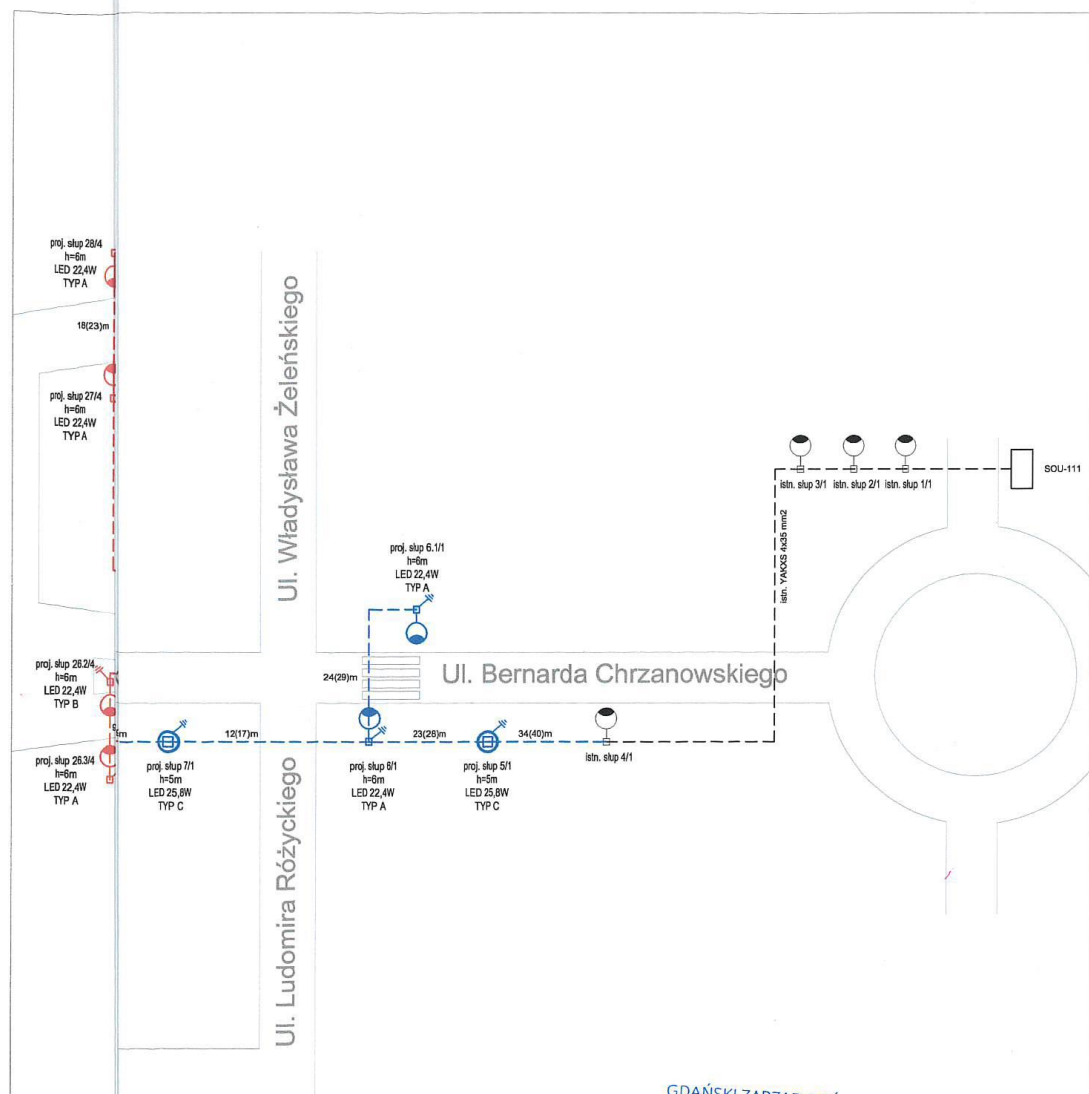 proj. słup 28/4
h=6m
LED 22,4W
TYP A
18(23)m
proj. słup 27/4
h=6m
LED 22,4W
TYP A
Ul. Władysława Żeleńskiego
istn. słup 3/1
istn. słup 2/1
istn. słup 1/1
SOU-111
istn. YAKXS 4x35 mm2
proj. słup 6.1/1
h=6m
LED 22,4W
TYP A
proj. słup 26.2/4
h=6m
LED 22,4W
TYP B
24(29)m
Ul. Bernarda Chrzanowskiego
12(17)m
23(28)m
34(40)m
istn. słup 4/1
proj. słup 26.3/4
h=6m
LED 22,4W
TYP A
proj. słup 7/1
h=5m
LED 25,8W
TYP C
proj. słup 6/1
h=6m
LED 22,4W
TYP A
proj. słup 5/1
h=5m
LED 25,8W
TYP C
Ul. Ludomira Różyckiego